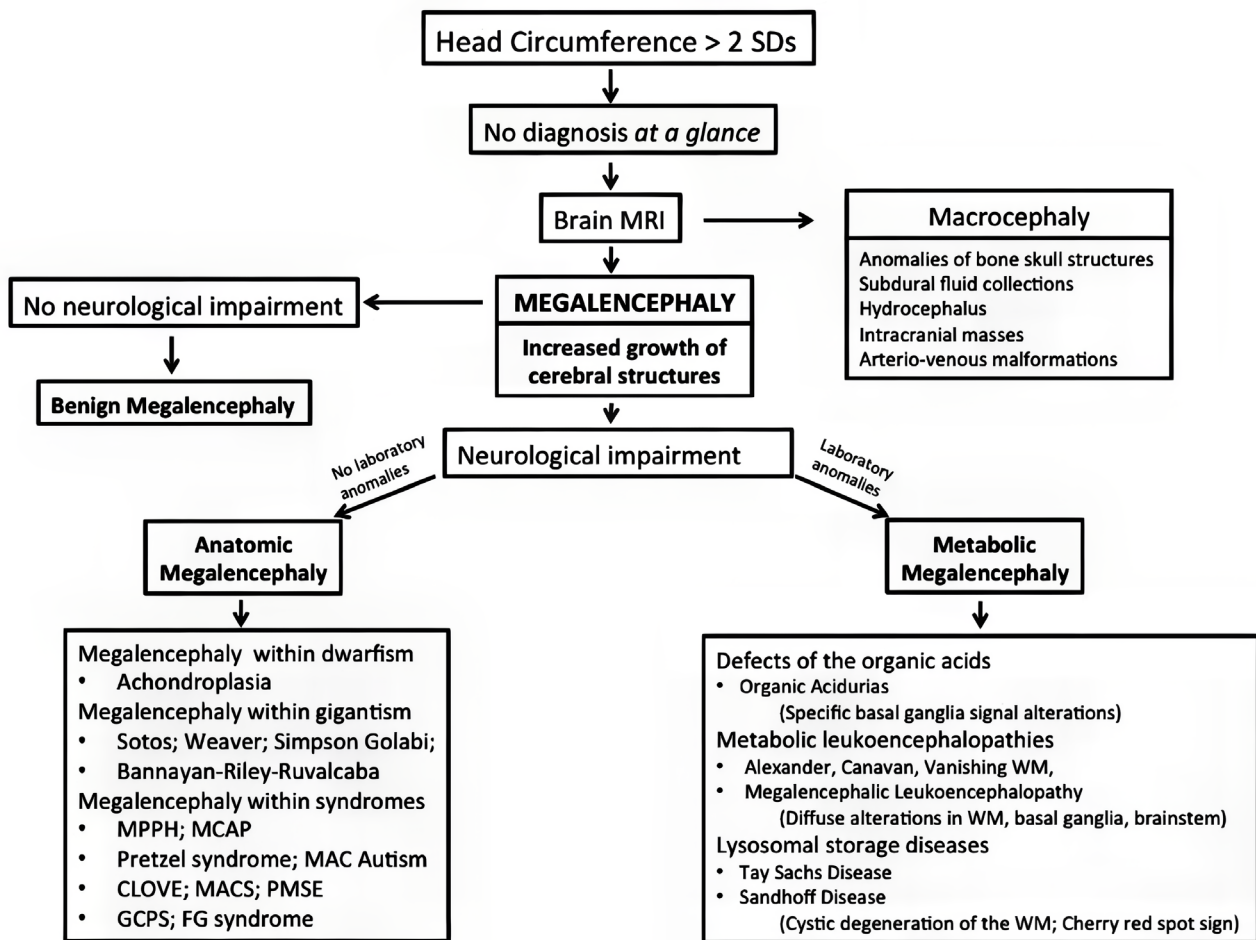 Head Circumference > 2 SDs
No diagnosis at a glance
Brain MRI
Macrocephaly
Anomalies of bone skull structures
Subdural fluid collections
Hydrocephalus
Intracranial masses
Arterio-venous malformations
No neurological impairment
MEGALENCEPHALY
Increased growth of
cerebral structures
Benign Megalencephaly
Neurological impairment
No laboratory
anomalies
Laboratory
anomalies
Anatomic
Megalencephaly
Metabolic
Megalencephaly
Megalencephaly within dwarfism
• Achondroplasia
Megalencephaly within gigantism
• Sotos; Weaver; Simpson Golabi;
• Bannayan-Riley-Ruvalcaba
Megalencephaly within syndromes
• MPPH; MCAP
• Pretzel syndrome; MAC Autism
• CLOVE; MACS; PMSE
• GCPS; FG syndrome
Defects of the organic acids
• Organic Acidurias
(Specific basal ganglia signal alterations)
Metabolic leukoencephalopathies
• Alexander, Canavan, Vanishing WM,
• Megalencephalic Leukoencephalopathy
(Diffuse alterations in WM, basal ganglia, brainstem)
Lysosomal storage diseases
• Tay Sachs Disease
• Sandhoff Disease
(Cystic degeneration of the WM; Cherry red spot sign)